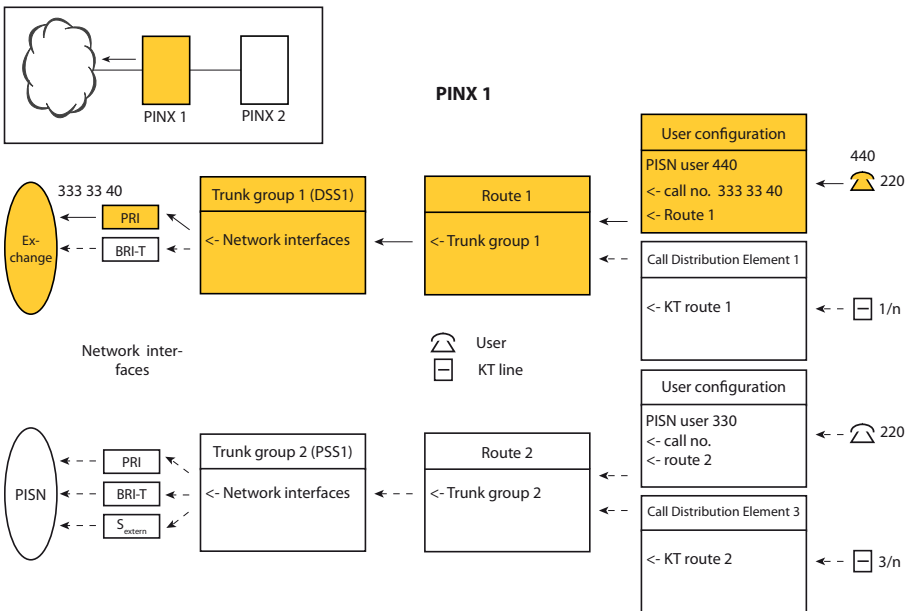 PINX 1
PINX 2
PINX 1
User configuration
PISN user 440
<- call no. 333 33 40
<- Route 1
440
220
333 33 40
Ex-
change
PRI
BRI-T
Trunk group 1 (DSS1)
<- Network interfaces
Route 1
<- Trunk group 1
Call Distribution Element 1
<- KT route 1
1/n
Network inter-
faces
User
KT line
User configuration
PISN user 330
<- call no.
<- route 2
220
PISN
PRI
BRI-T
Sextern
Trunk group 2 (PSS1)
<- Network interfaces
Route 2
<- Trunk group 2
Call Distribution Element 3
<- KT route 2
3/n